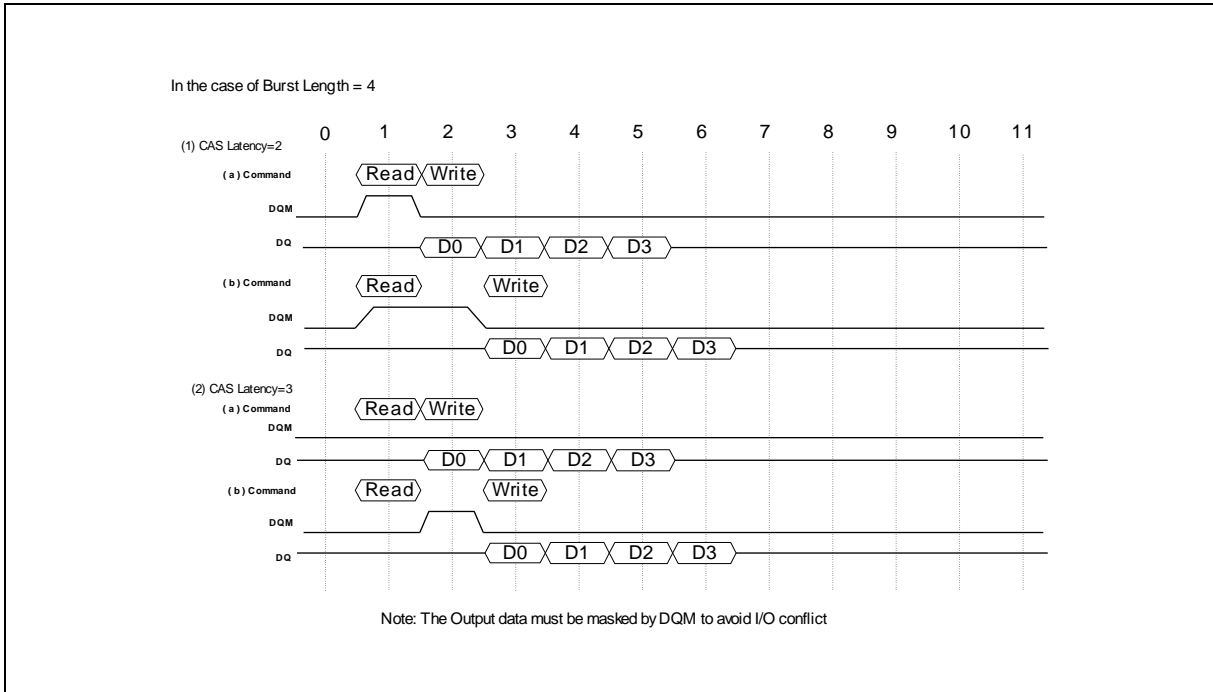 In the case of Burst Length = 4
0 1 2 3 4 5 6 7 8 9 10 11
(1) CAS Latency=2
( a ) Command Read Write
DQM
DQ D0 D1 D2 D3
( b ) Command Read Write
DQM
DQ D0 D1 D2 D3
(2) CAS Latency=3
( a ) Command Read Write
DQM
DQ D0 D1 D2 D3
( b ) Command Read Write
DQM
DQ D0 D1 D2 D3
Note: The Output data must be masked by DQM to avoid I/O conflict